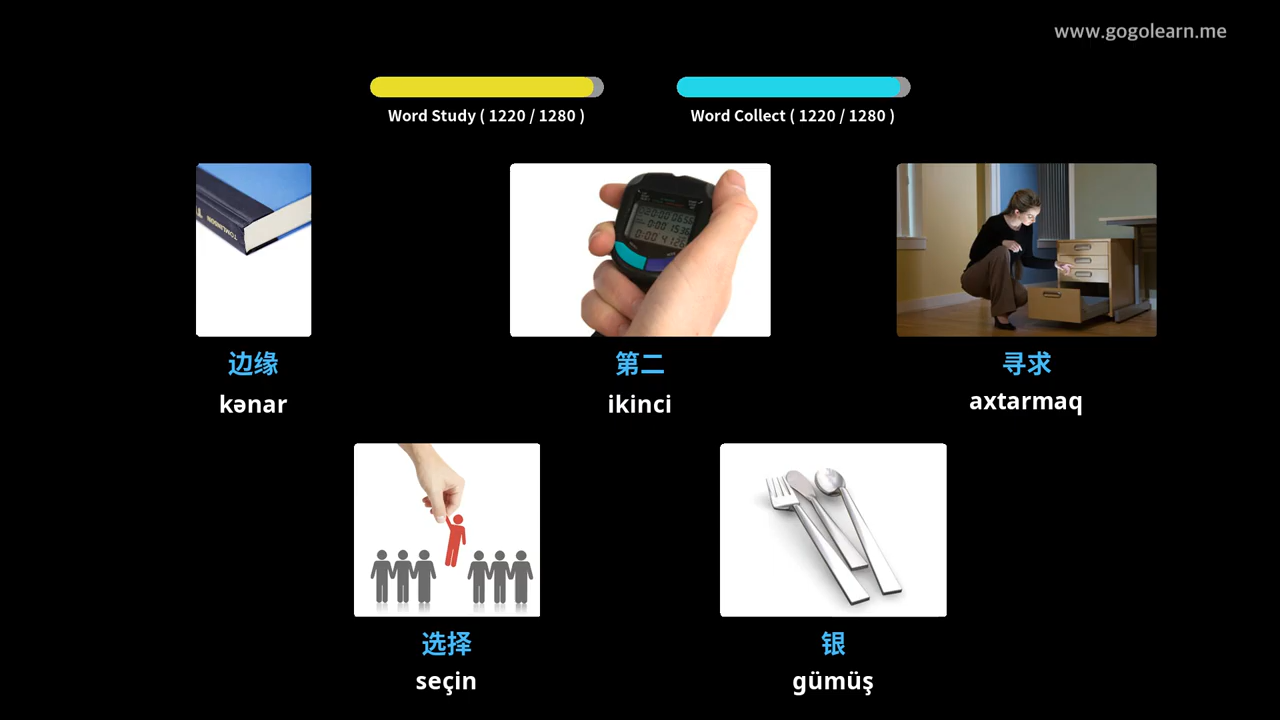 www.gogolearn.me
Word Study ( 1220 / 1280 )
Word Collect ( 1220 / 1280 )
TOMLINSON
边缘
kənar
第二
ikinci
寻求
axtarmaq
选择
seçin
银
gümüş